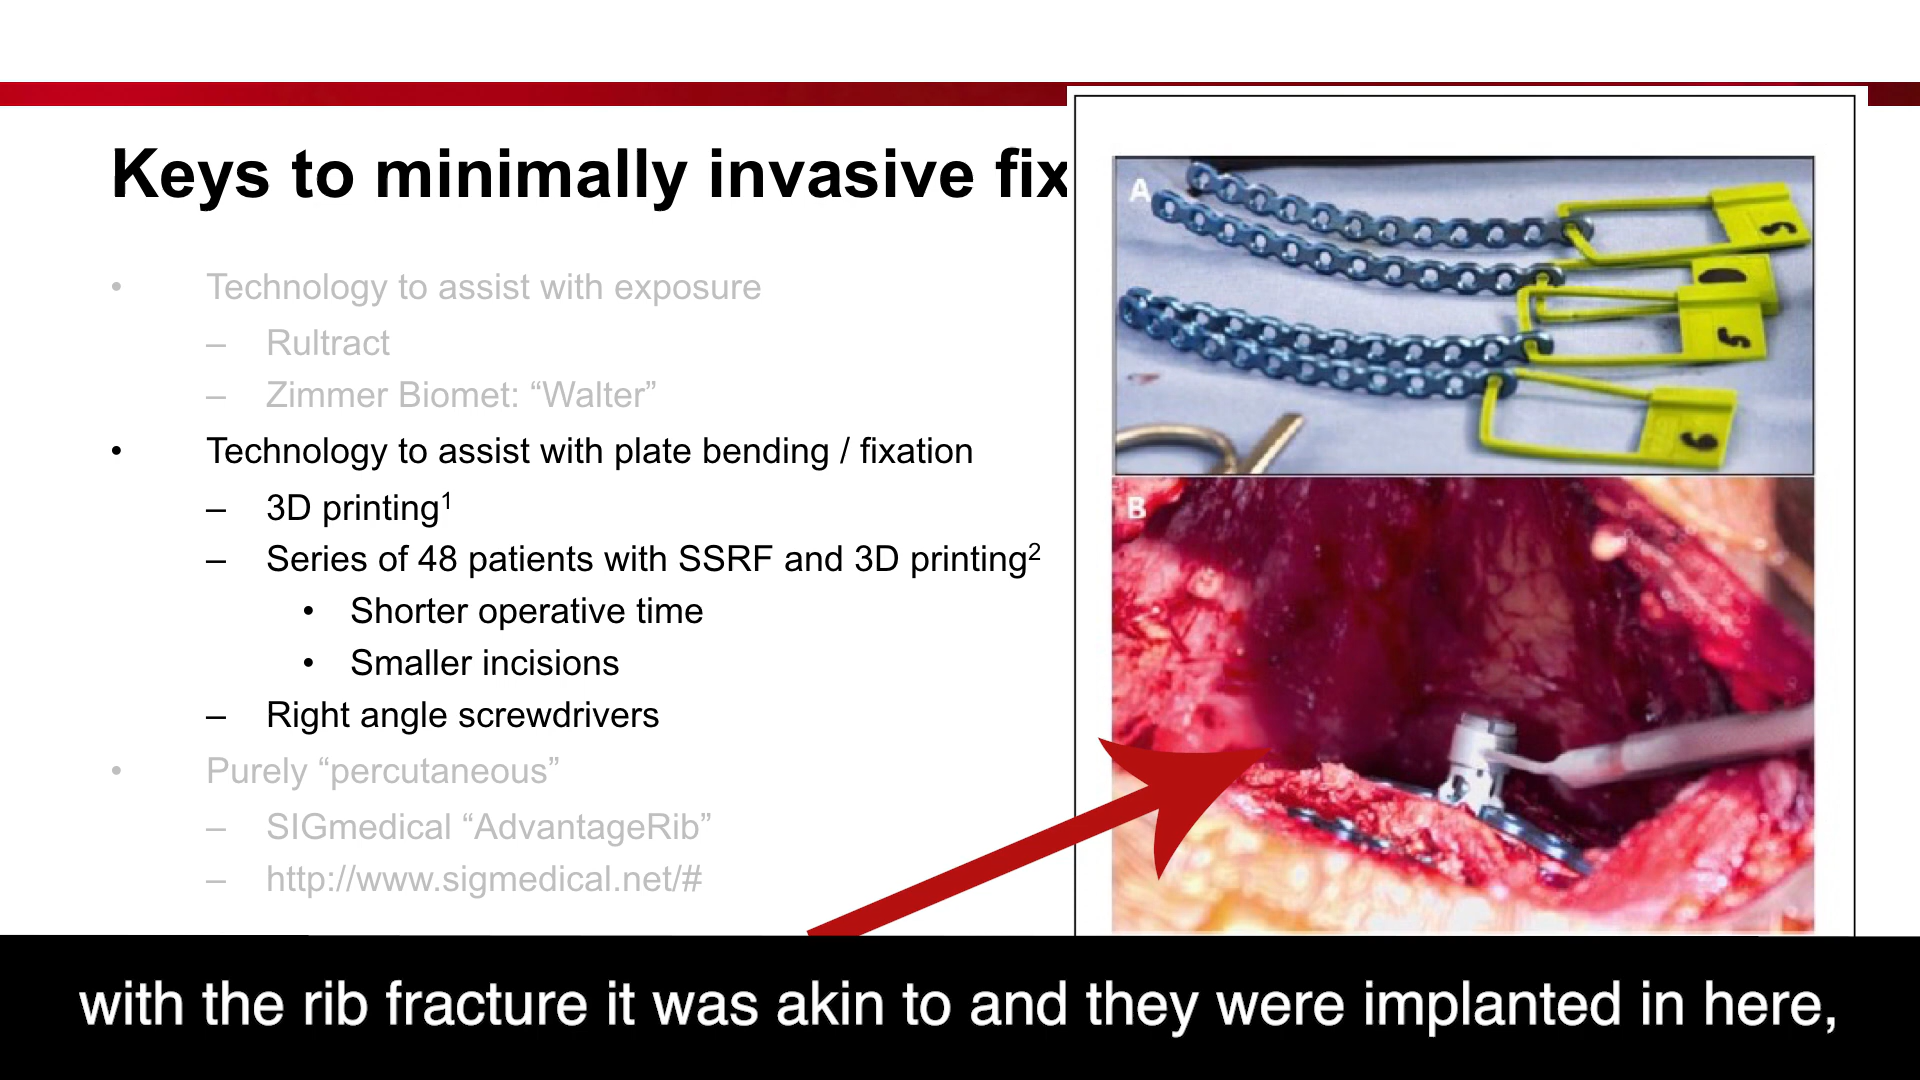 Keys to minimally invasive fix
• Technology to assist with exposure
– Rultract
– Zimmer Biomet: “Walter”
• Technology to assist with plate bending / fixation
– 3D printing¹
– Series of 48 patients with SSRF and 3D printing²
• Shorter operative time
• Smaller incisions
– Right angle screwdrivers
• Purely “percutaneous”
– SIGmedical “AdvantageRib”
– http://www.sigmedical.net/#
A
B
with the rib fracture it was akin to and they were implanted in here,